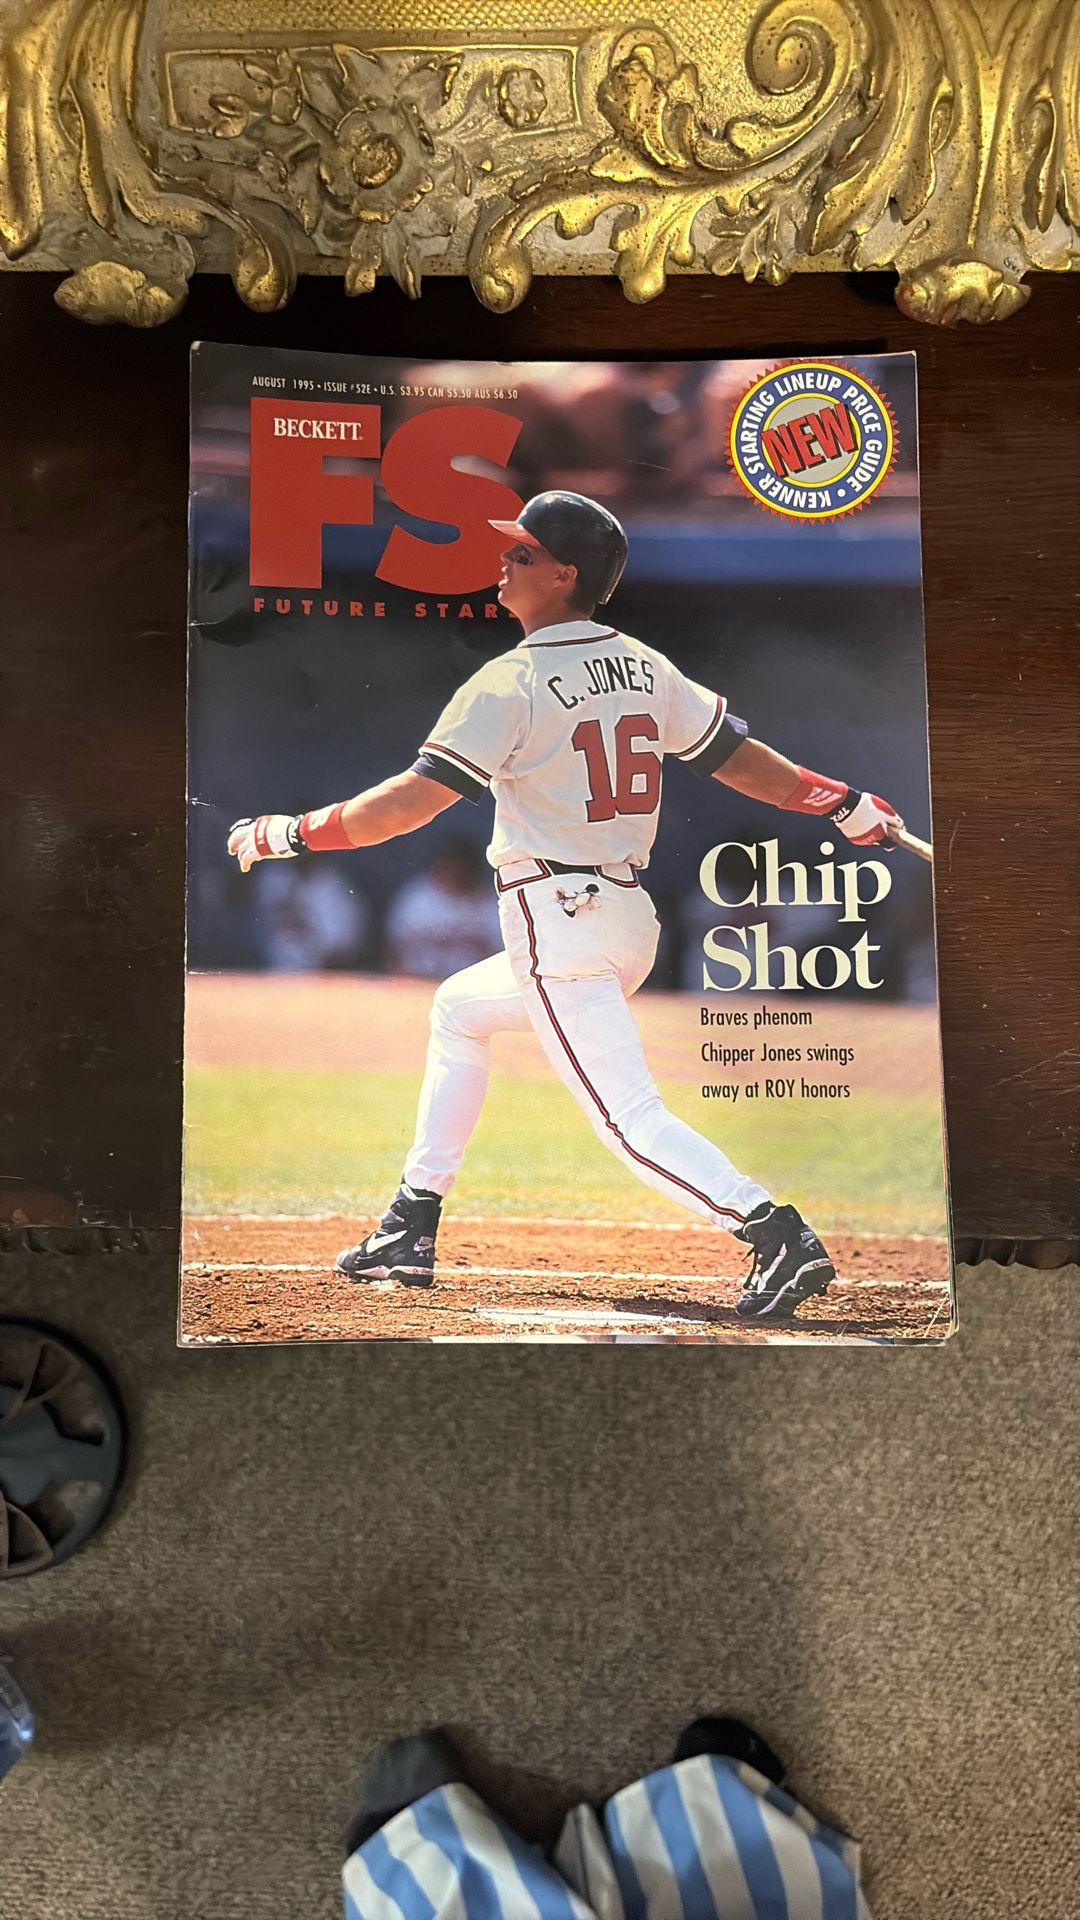 AUGUST 1995 • ISSUE #52E • U.S. $3.95 CAN $5.50 AUS $6.50
BECKETT
FS
FUTURE STARS
KENNER STARTING LINEUP PRICE GUIDE •
NEW
C. JONES
16
Chip
Shot
Braves phenom
Chipper Jones swings
away at ROY honors